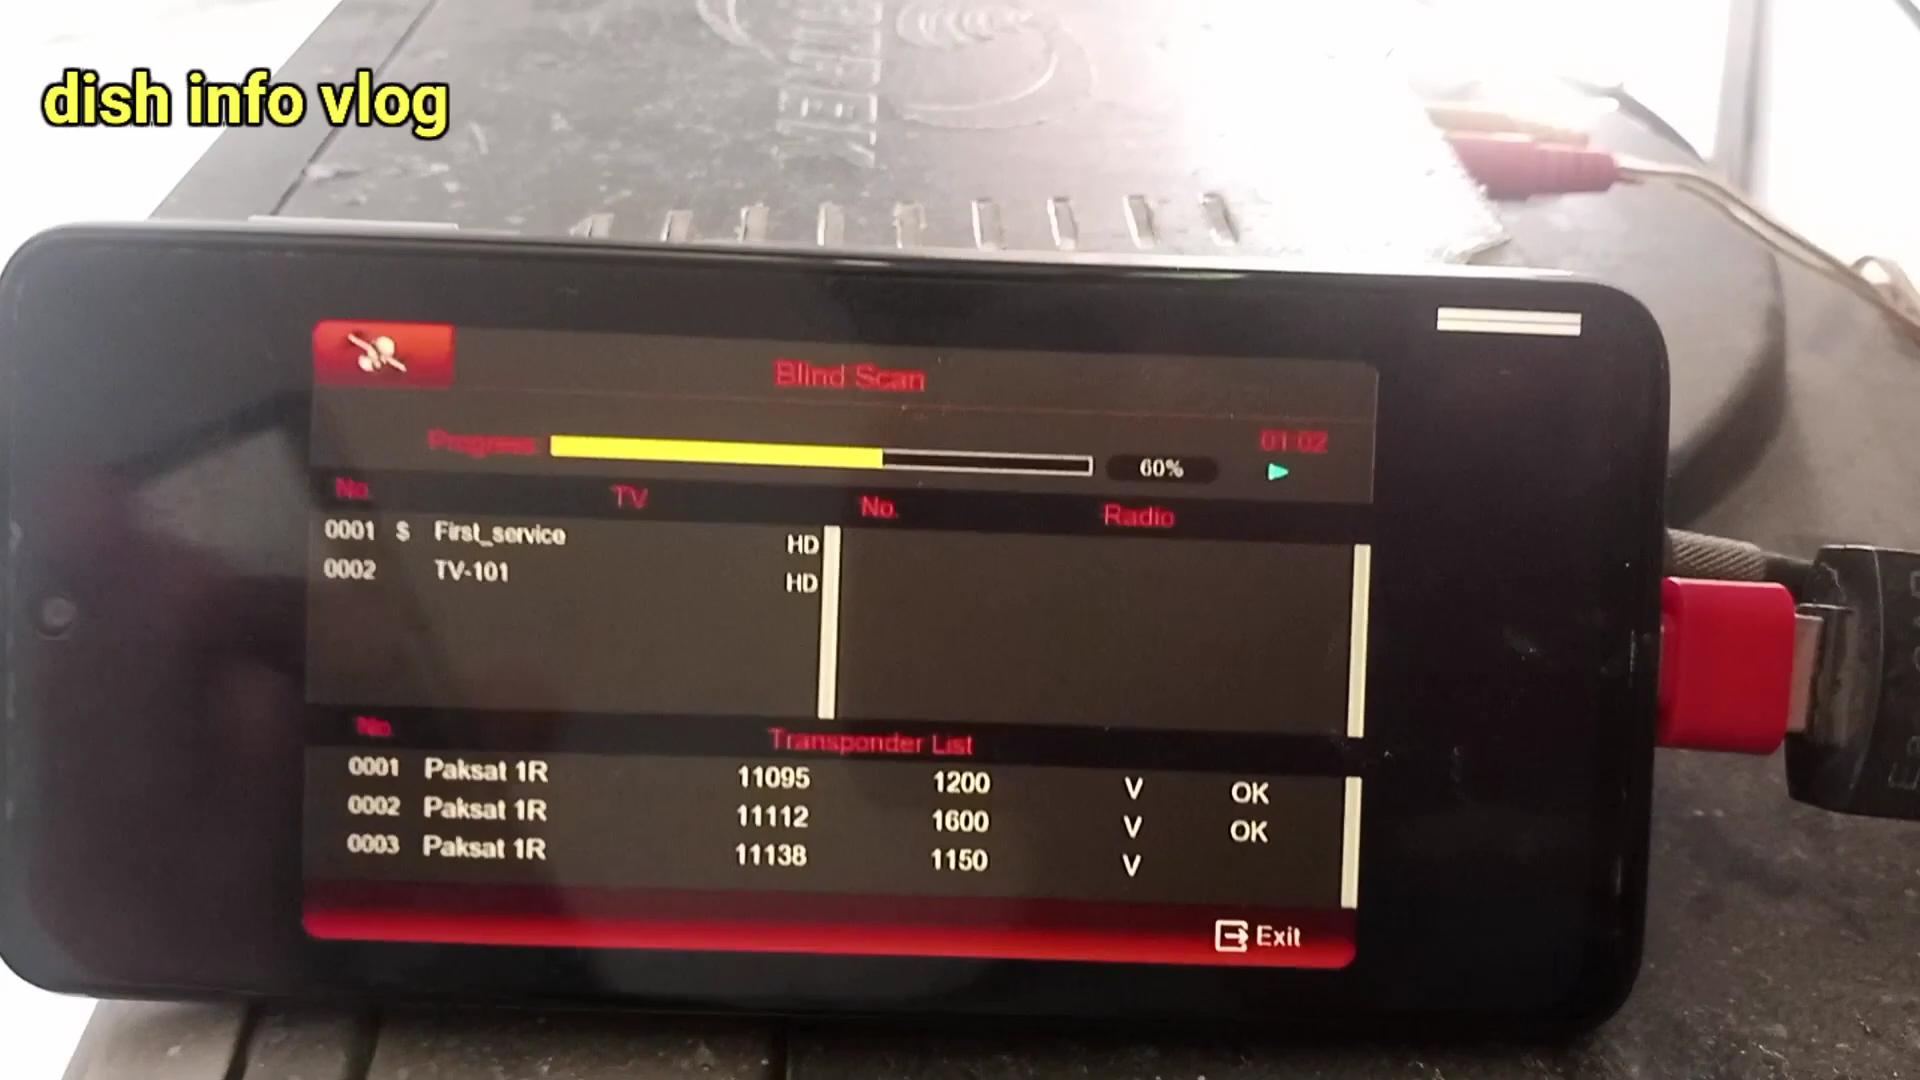 dish info vlog
Blind Scan
Progress 60% 01:02
No. TV No. Radio
0001 $ First_service HD
0002 TV-101 HD
No. Transponder List
0001 Paksat 1R 11095 1200 V OK
0002 Paksat 1R 11112 1600 V OK
0003 Paksat 1R 11138 1150 V
Exit